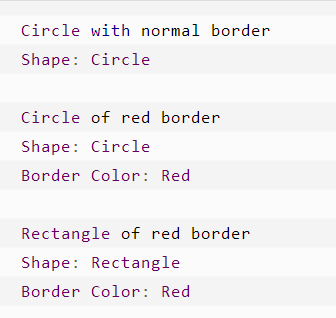 Circle with normal border
Shape: Circle
Circle of red border
Shape: Circle
Border Color: Red
Rectangle of red border
Shape: Rectangle
Border Color: Red